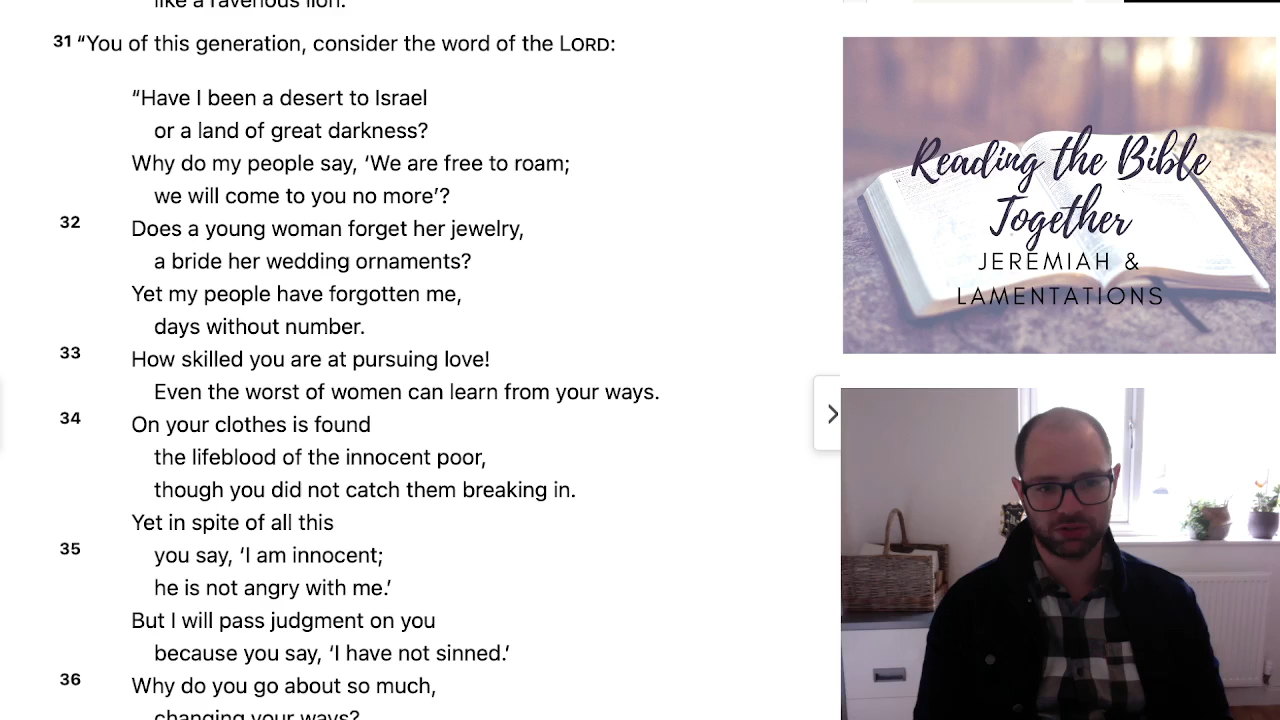 like a ravenous lion.
31 “You of this generation, consider the word of the LORD:
“Have I been a desert to Israel
or a land of great darkness?
Why do my people say, ‘We are free to roam;
we will come to you no more’?
32 Does a young woman forget her jewelry,
a bride her wedding ornaments?
Yet my people have forgotten me,
days without number.
33 How skilled you are at pursuing love!
Even the worst of women can learn from your ways.
34 On your clothes is found
the lifeblood of the innocent poor,
though you did not catch them breaking in.
Yet in spite of all this
35 you say, ‘I am innocent;
he is not angry with me.’
But I will pass judgment on you
because you say, ‘I have not sinned.’
36 Why do you go about so much,
changing your ways?
Reading the Bible
Together
JEREMIAH &
LAMENTATIONS